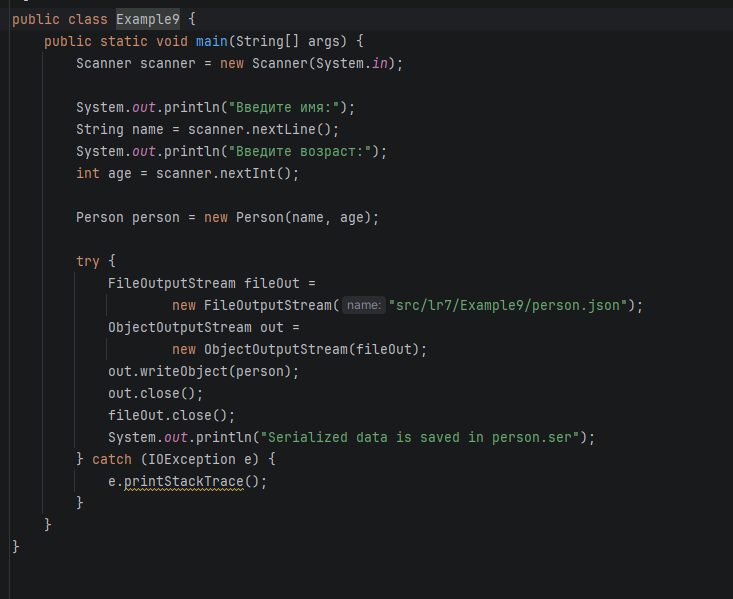 public class Example9 {
    public static void main(String[] args) {
        Scanner scanner = new Scanner(System.in);
        System.out.println("Введите имя:");
        String name = scanner.nextLine();
        System.out.println("Введите возраст:");
        int age = scanner.nextInt();
        Person person = new Person(name, age);
        try {
            FileOutputStream fileOut =
                    new FileOutputStream( name: "src/lr7/Example9/person.json");
            ObjectOutputStream out =
                    new ObjectOutputStream(fileOut);
            out.writeObject(person);
            out.close();
            fileOut.close();
            System.out.println("Serialized data is saved in person.ser");
        } catch (IOException e) {
            e.printStackTrace();
        }
    }
}